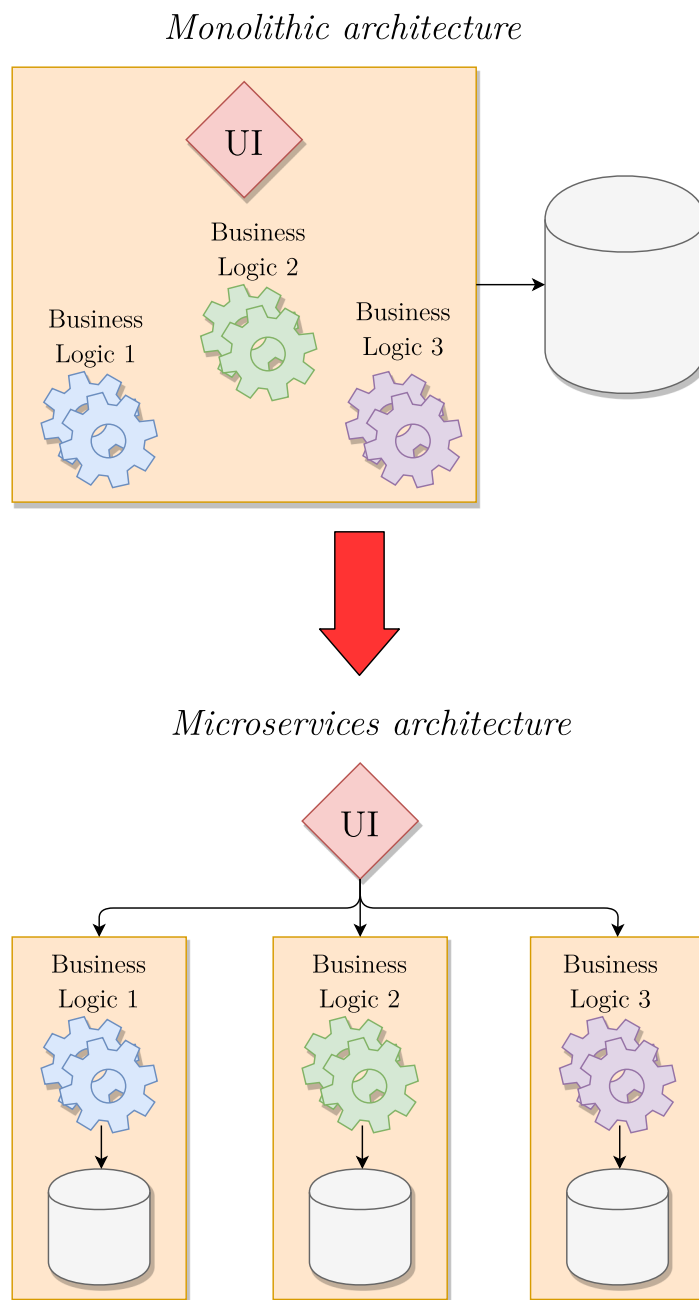 Monolithic architecture
UI
Business
Logic 2
Business
Logic 1
Business
Logic 3
Microservices architecture
UI
Business
Logic 1
Business
Logic 2
Business
Logic 3